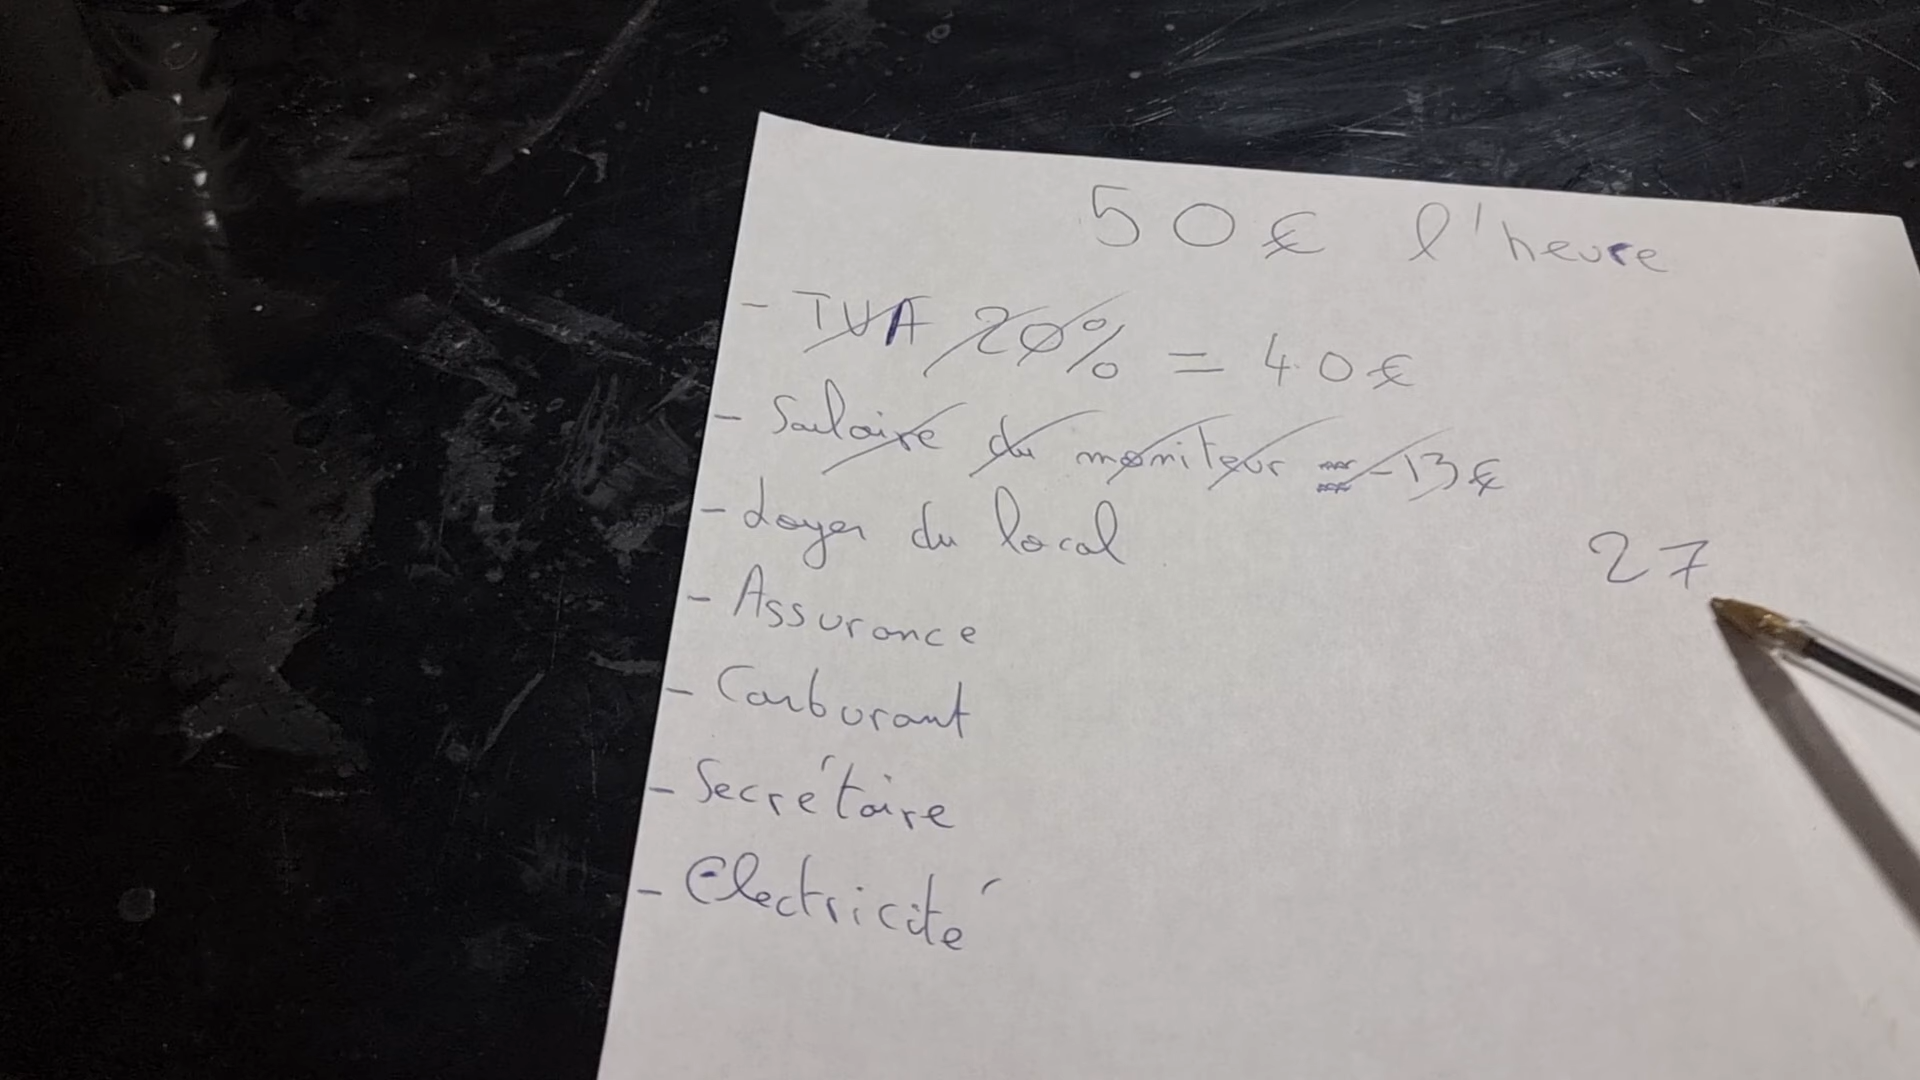 50€ l'heure
- TVA 20% = 40€
- Salaire du moniteur = -13€
- Loyer du local
27
- Assurance
- Carburant
- Secrétaire
- Electricité